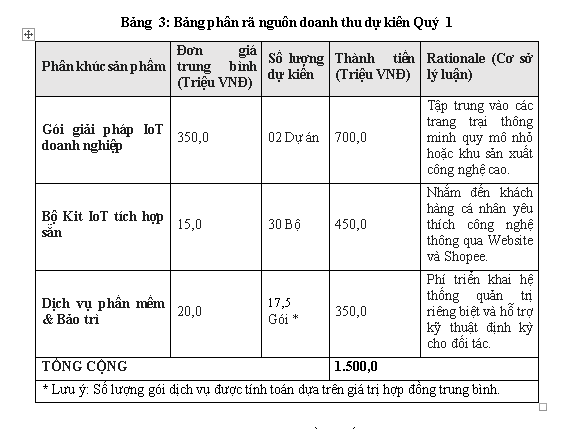 Bảng 3: Bảng phân rã nguồn doanh thu dự kiến Quý 1
Phân khúc sản phẩm
Đơn giá
trung bình
(Triệu VNĐ)
Số lượng
dự kiến
Thành tiền
(Triệu VNĐ)
Rationale (Cơ sở
lý luận)
Gói giải pháp IoT
doanh nghiệp
350,0
02 Dự án
700,0
Tập trung vào các
trang trại thông
minh quy mô nhỏ
hoặc khu sản xuất
công nghệ cao.
Bộ Kit IoT tích hợp
sẵn
15,0
30 Bộ
450,0
Nhắm đến khách
hàng cá nhân yêu
thích công nghệ
thông qua Website
và Shopee.
Dịch vụ phần mềm
& Bảo trì
20,0
17,5
Gói *
350,0
Phí triển khai hệ
thống quản trị
riêng biệt và hỗ trợ
kỹ thuật định kỳ
cho đối tác.
TỔNG CỘNG
1.500,0
* Lưu ý: Số lượng gói dịch vụ được tính toán dựa trên giá trị hợp đồng trung bình.